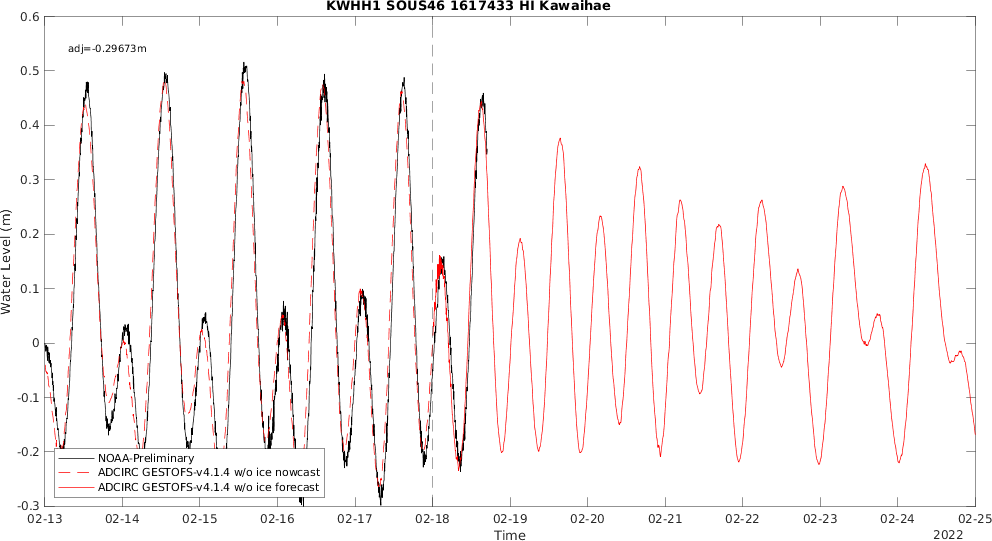 KWHH1 SOUS46 1617433 HI Kawaihae
adj=-0.29673m
0.6
0.5
0.4
0.3
0.2
0.1
0
-0.1
-0.2
-0.3
Water Level (m)
NOAA-Preliminary
ADCIRC GESTOFS-v4.1.4 w/o ice nowcast
ADCIRC GESTOFS-v4.1.4 w/o ice forecast
02-13 02-14 02-15 02-16 02-17 02-18 02-19 02-20 02-21 02-22 02-23 02-24 02-25
Time
2022